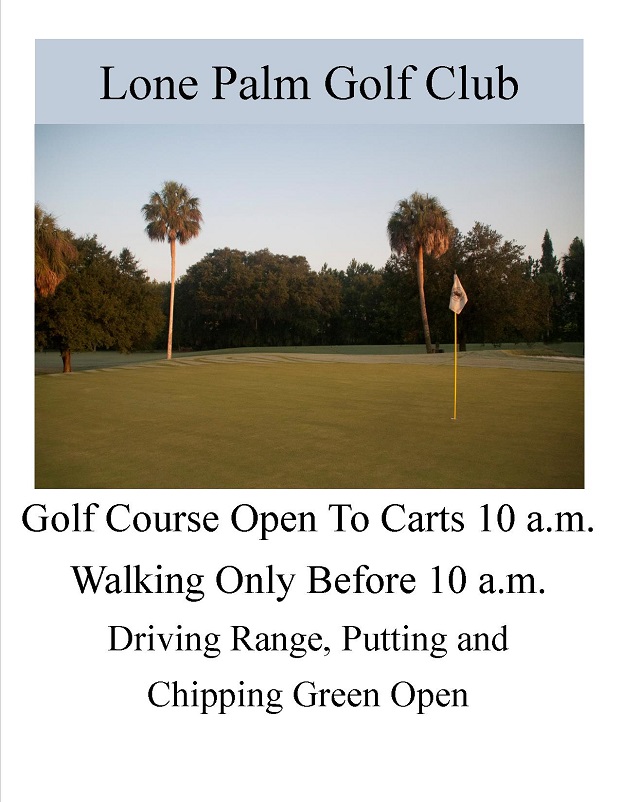 Lone Palm Golf Club
Golf Course Open To Carts 10 a.m.
Walking Only Before 10 a.m.
Driving Range, Putting and
Chipping Green Open